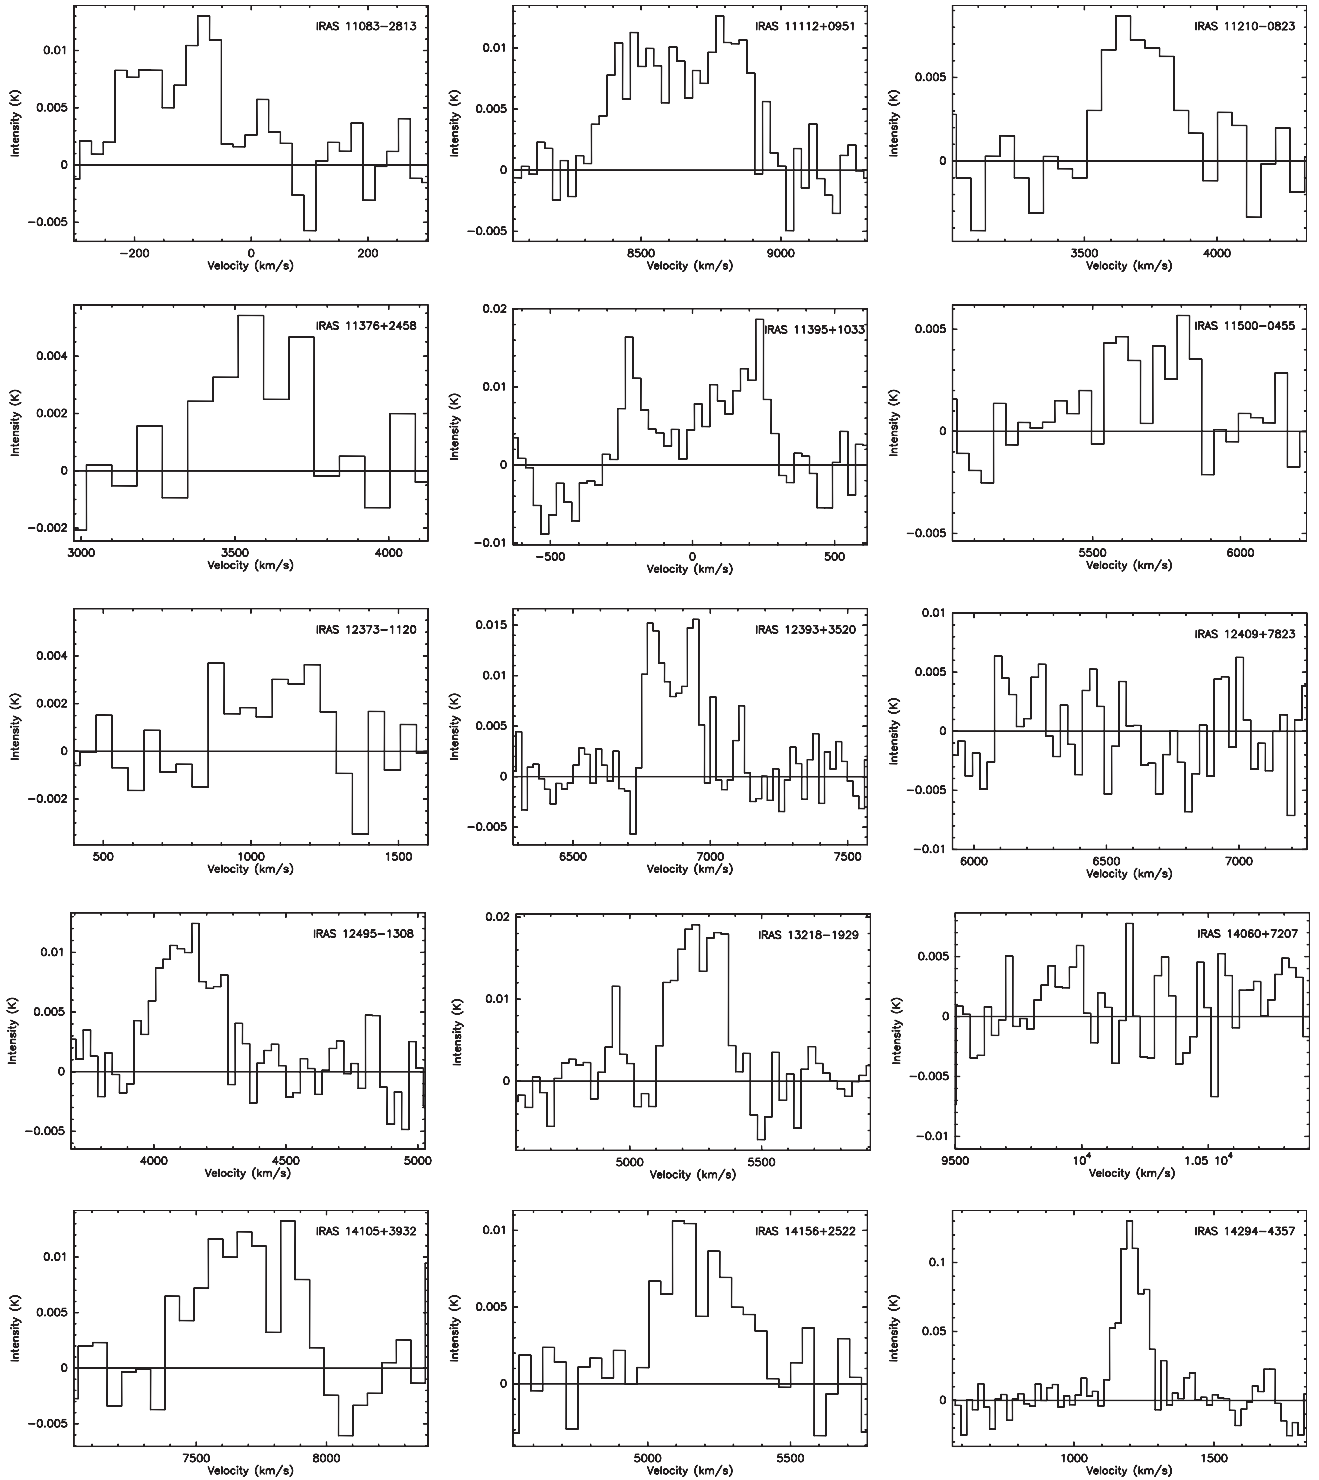 IRAS 11083−2813
Intensity (K)
0.01
0.005
0
−0.005
−200 0 200
Velocity (km/s)
IRAS 11112+0951
Intensity (K)
0.01
0.005
0
−0.005
8500 9000
Velocity (km/s)
IRAS 11210−0823
Intensity (K)
0.005
0
3500 4000
Velocity (km/s)
IRAS 11376+2458
Intensity (K)
0.004
0.002
0
−0.002
3000 3500 4000
Velocity (km/s)
IRAS 11395+1033
Intensity (K)
0.02
0.01
0
−0.01
−500 0 500
Velocity (km/s)
IRAS 11500−0455
Intensity (K)
0.005
0
−0.005
5500 6000
Velocity (km/s)
IRAS 12373−1120
Intensity (K)
0.004
0.002
0
−0.002
500 1000 1500
Velocity (km/s)
IRAS 12393+3520
Intensity (K)
0.015
0.01
0.005
0
−0.005
6500 7000 7500
Velocity (km/s)
IRAS 12409+7823
Intensity (K)
0.01
0.005
0
−0.005
−0.01
6000 6500 7000
Velocity (km/s)
IRAS 12495−1308
Intensity (K)
0.01
0.005
0
−0.005
4000 4500 5000
Velocity (km/s)
IRAS 13218−1929
Intensity (K)
0.02
0.01
0
5000 5500
Velocity (km/s)
IRAS 14060+7207
Intensity (K)
0.005
0
−0.005
−0.01
9500 10⁴ 1.05 10⁴
Velocity (km/s)
IRAS 14105+3932
Intensity (K)
0.01
0.005
0
−0.005
7500 8000
Velocity (km/s)
IRAS 14156+2522
Intensity (K)
0.01
0.005
0
5000 5500
Velocity (km/s)
IRAS 14294−4357
Intensity (K)
0.1
0.05
0
1000 1500
Velocity (km/s)